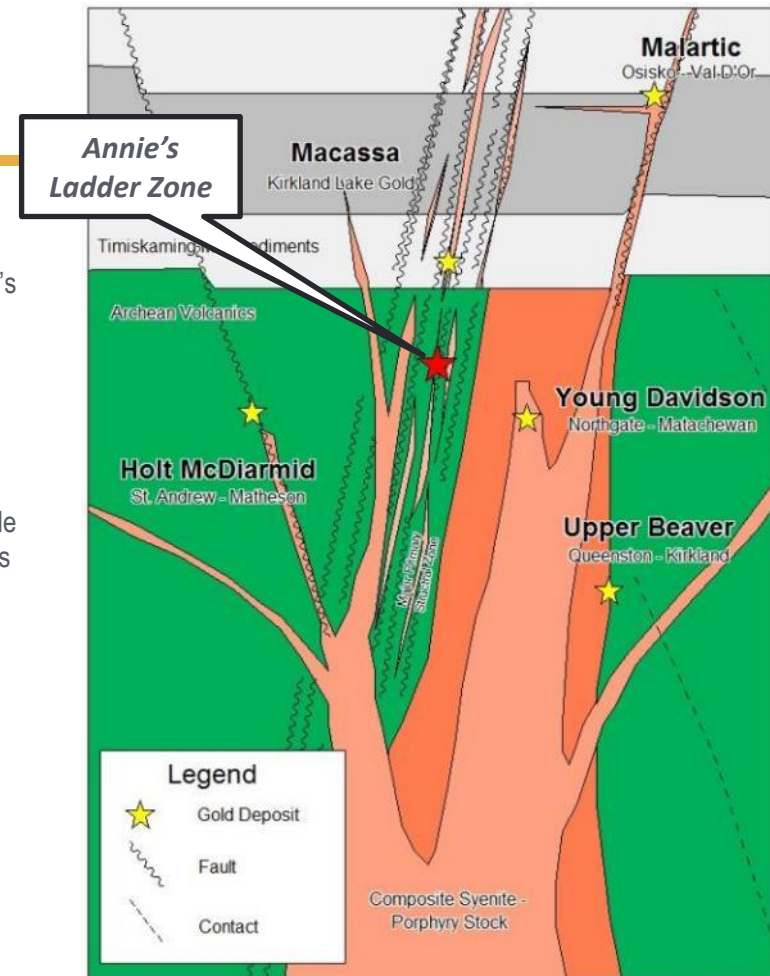 Malartic
Osisko - Val D'Or
Annie's
Ladder Zone
Macassa
Kirkland Lake Gold
Timiskaming
Archean Volcanics
Young Davidson
Northgate - Matachewan
Holt McDiarmid
St. Andrew - Matheson
Upper Beaver
Queenston - Kirkland
Major Primary
Structural Zone
Legend
Gold Deposit
Fault
Contact
Composite Syenite -
Porphyry Stock